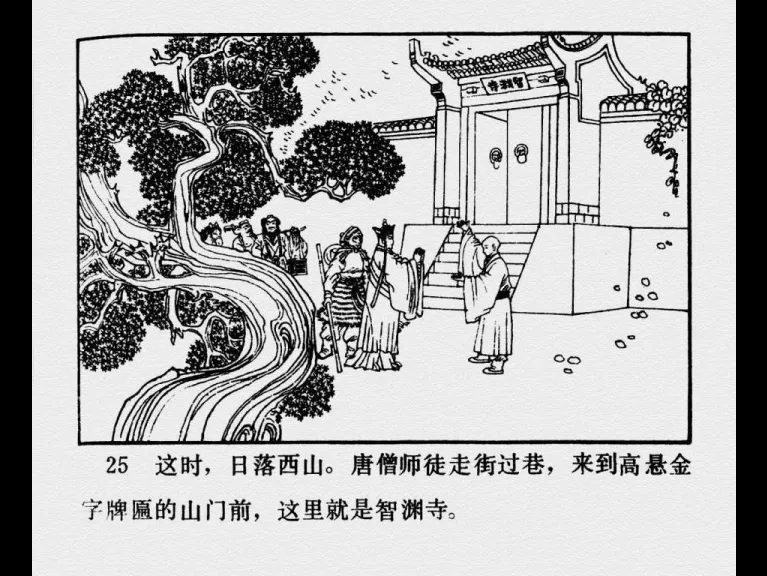 寺渊智
25 这时，日落西山。唐僧师徒走街过巷，来到高悬金
字牌匾的山门前，这里就是智渊寺。